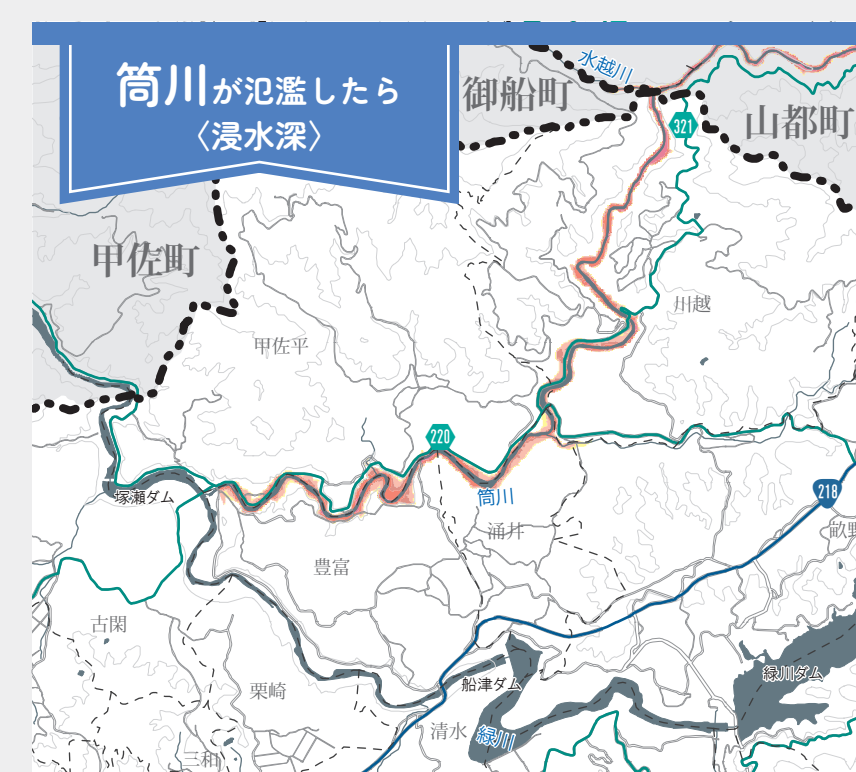 筒川が氾濫したら
〈浸水深〉
水越川
御船町
山都町
321
甲佐町
川越
甲佐平
220
218
塚瀬ダム
筒川
涌井
豊富
古閑
緑川ダム
船津ダム
栗崎
清水
緑川
三和